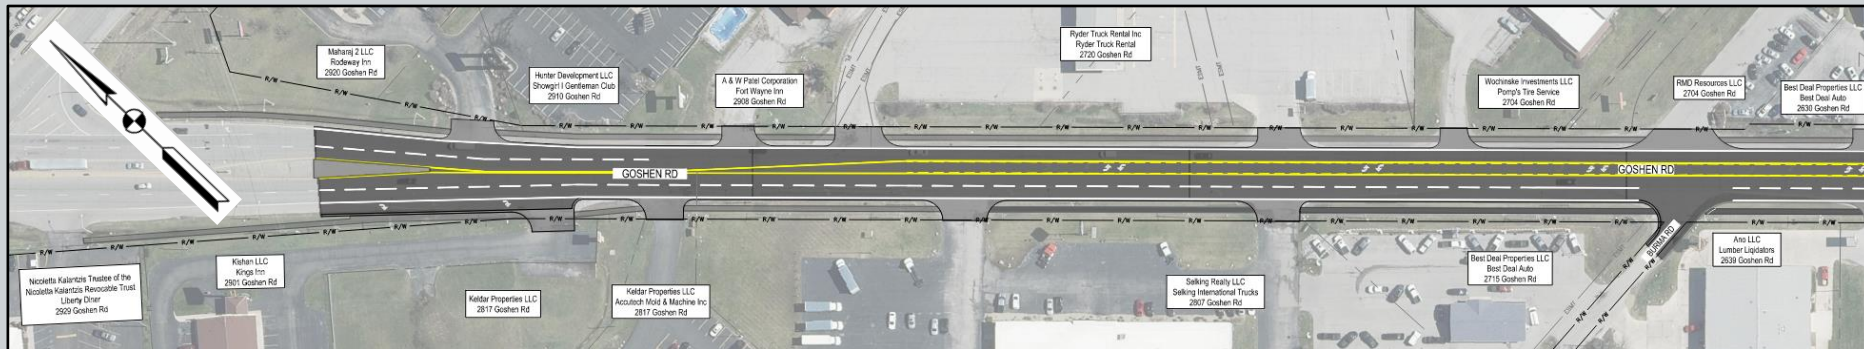 Maharaj 2 LLC
Rodeway Inn
2920 Goshen Rd
Hunter Development LLC
Showgirl I Gentleman Club
2910 Goshen Rd
A & W Patel Corporation
Fort Wayne Inn
2908 Goshen Rd
Ryder Truck Rental Inc
Ryder Truck Rental
2720 Goshen Rd
Wochinske Investments LLC
Pomp's Tire Service
2704 Goshen Rd
RMD Resources LLC
2704 Goshen Rd
Best Deal Properties LLC
Best Deal Auto
2630 Goshen Rd
GOSHEN RD
GOSHEN RD
BURMA RD
Nicoletta Kalantzis Trustee of the
Nicoletta Kalantzis Revocable Trust
Liberty Diner
2929 Goshen Rd
Kishan LLC
Kings Inn
2901 Goshen Rd
Keldar Properties LLC
2817 Goshen Rd
Keldar Properties LLC
Accutech Mold & Machine Inc
2817 Goshen Rd
Selking Realty LLC
Selking International Trucks
2807 Goshen Rd
Best Deal Properties LLC
Best Deal Auto
2715 Goshen Rd
Ano LLC
Lumber Liqidators
2639 Goshen Rd
R/W
ESMT